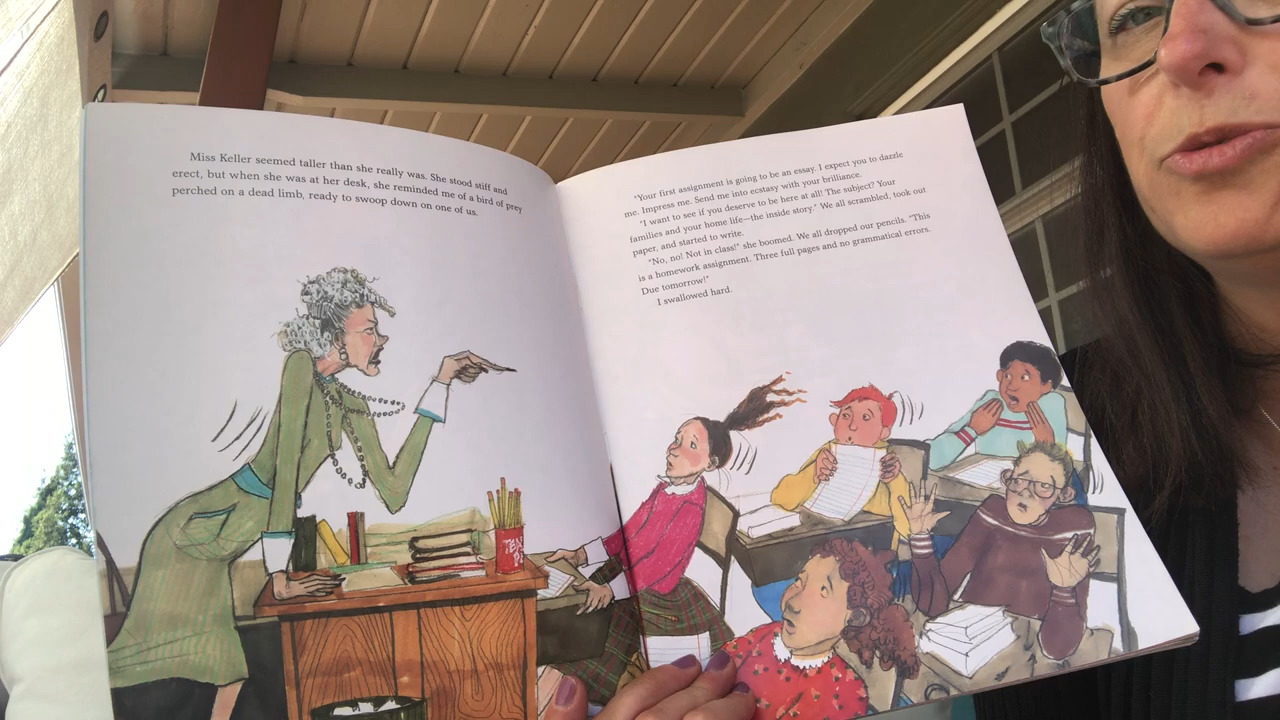 Miss Keller seemed taller than she really was. She stood stiff and
erect, but when she was at her desk, she reminded me of a bird of prey
perched on a dead limb, ready to swoop down on one of us.
"Your first assignment is going to be an essay. I expect you to dazzle
me. Impress me. Send me into ecstasy with your brilliance.
"I want to see if you deserve to be here at all! The subject? Your
families and your home life—the inside story." We all scrambled, took out
paper, and started to write.
"No, no! Not in class!" she boomed. We all dropped our pencils. "This
is a homework assignment. Three full pages and no grammatical errors.
Due tomorrow!"
I swallowed hard.